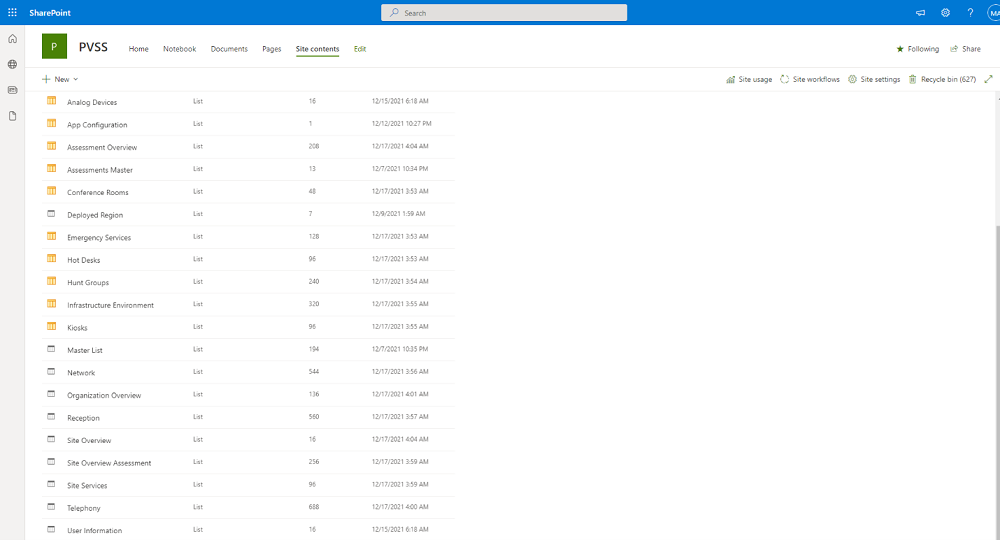 SharePoint Search ? MA
P PVSS Home Notebook Documents Pages Site contents Edit Following Share
New Site usage Site workflows Site settings Recycle bin (627)
Analog Devices List 16 12/15/2021 6:18 AM
App Configuration List 1 12/12/2021 10:27 PM
Assessment Overview List 208 12/17/2021 4:04 AM
Assessments Master List 13 12/7/2021 10:34 PM
Conference Rooms List 48 12/17/2021 3:53 AM
Deployed Region List 7 12/9/2021 1:59 AM
Emergency Services List 128 12/17/2021 3:53 AM
Hot Desks List 96 12/17/2021 3:53 AM
Hunt Groups List 240 12/17/2021 3:54 AM
Infrastructure Environment List 320 12/17/2021 3:55 AM
Kiosks List 96 12/17/2021 3:55 AM
Master List List 194 12/7/2021 10:35 PM
Network List 544 12/17/2021 3:56 AM
Organization Overview List 136 12/17/2021 4:01 AM
Reception List 560 12/17/2021 3:57 AM
Site Overview List 16 12/17/2021 4:04 AM
Site Overview Assessment List 256 12/17/2021 3:59 AM
Site Services List 96 12/17/2021 3:59 AM
Telephony List 688 12/17/2021 4:00 AM
User Information List 16 12/15/2021 6:18 AM